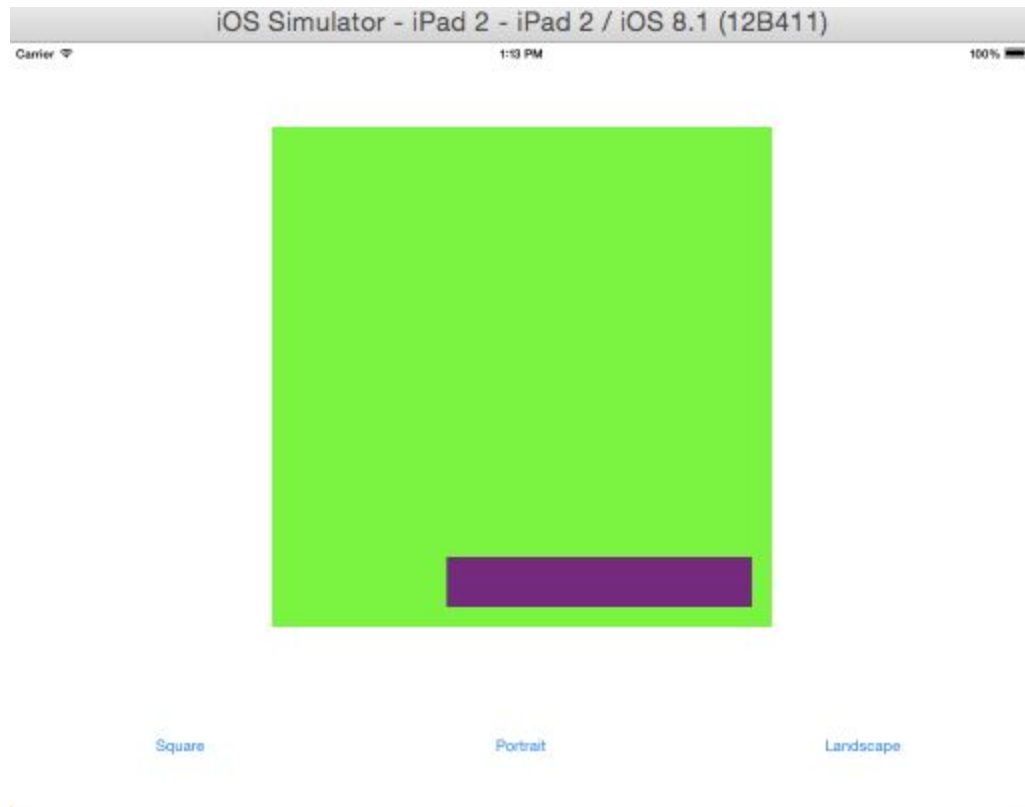 iOS Simulator - iPad 2 - iPad 2 / iOS 8.1 (12B411)
Carrier 1:13 PM 100%
Square Portrait Landscape